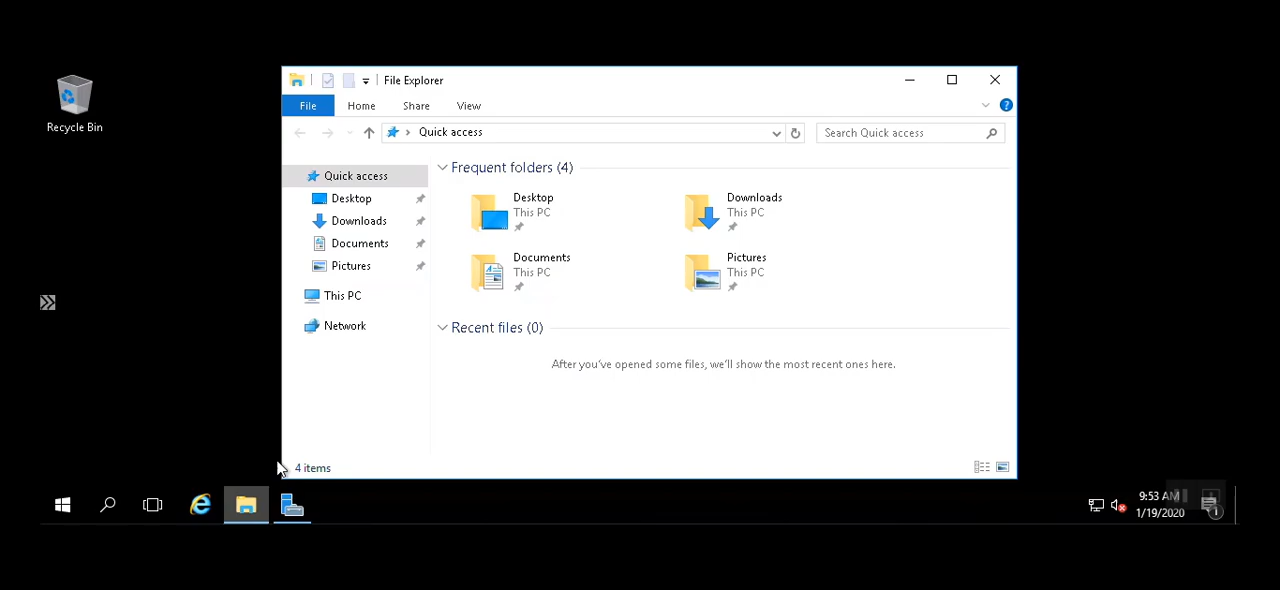 Recycle Bin
File Explorer
File Home Share View
Quick access
Search Quick access
Quick access
Desktop
Downloads
Documents
Pictures
This PC
Network
Frequent folders (4)
Desktop
This PC
Downloads
This PC
Documents
This PC
Pictures
This PC
Recent files (0)
After you've opened some files, we'll show the most recent ones here.
4 items
9:53 AM
1/19/2020
1